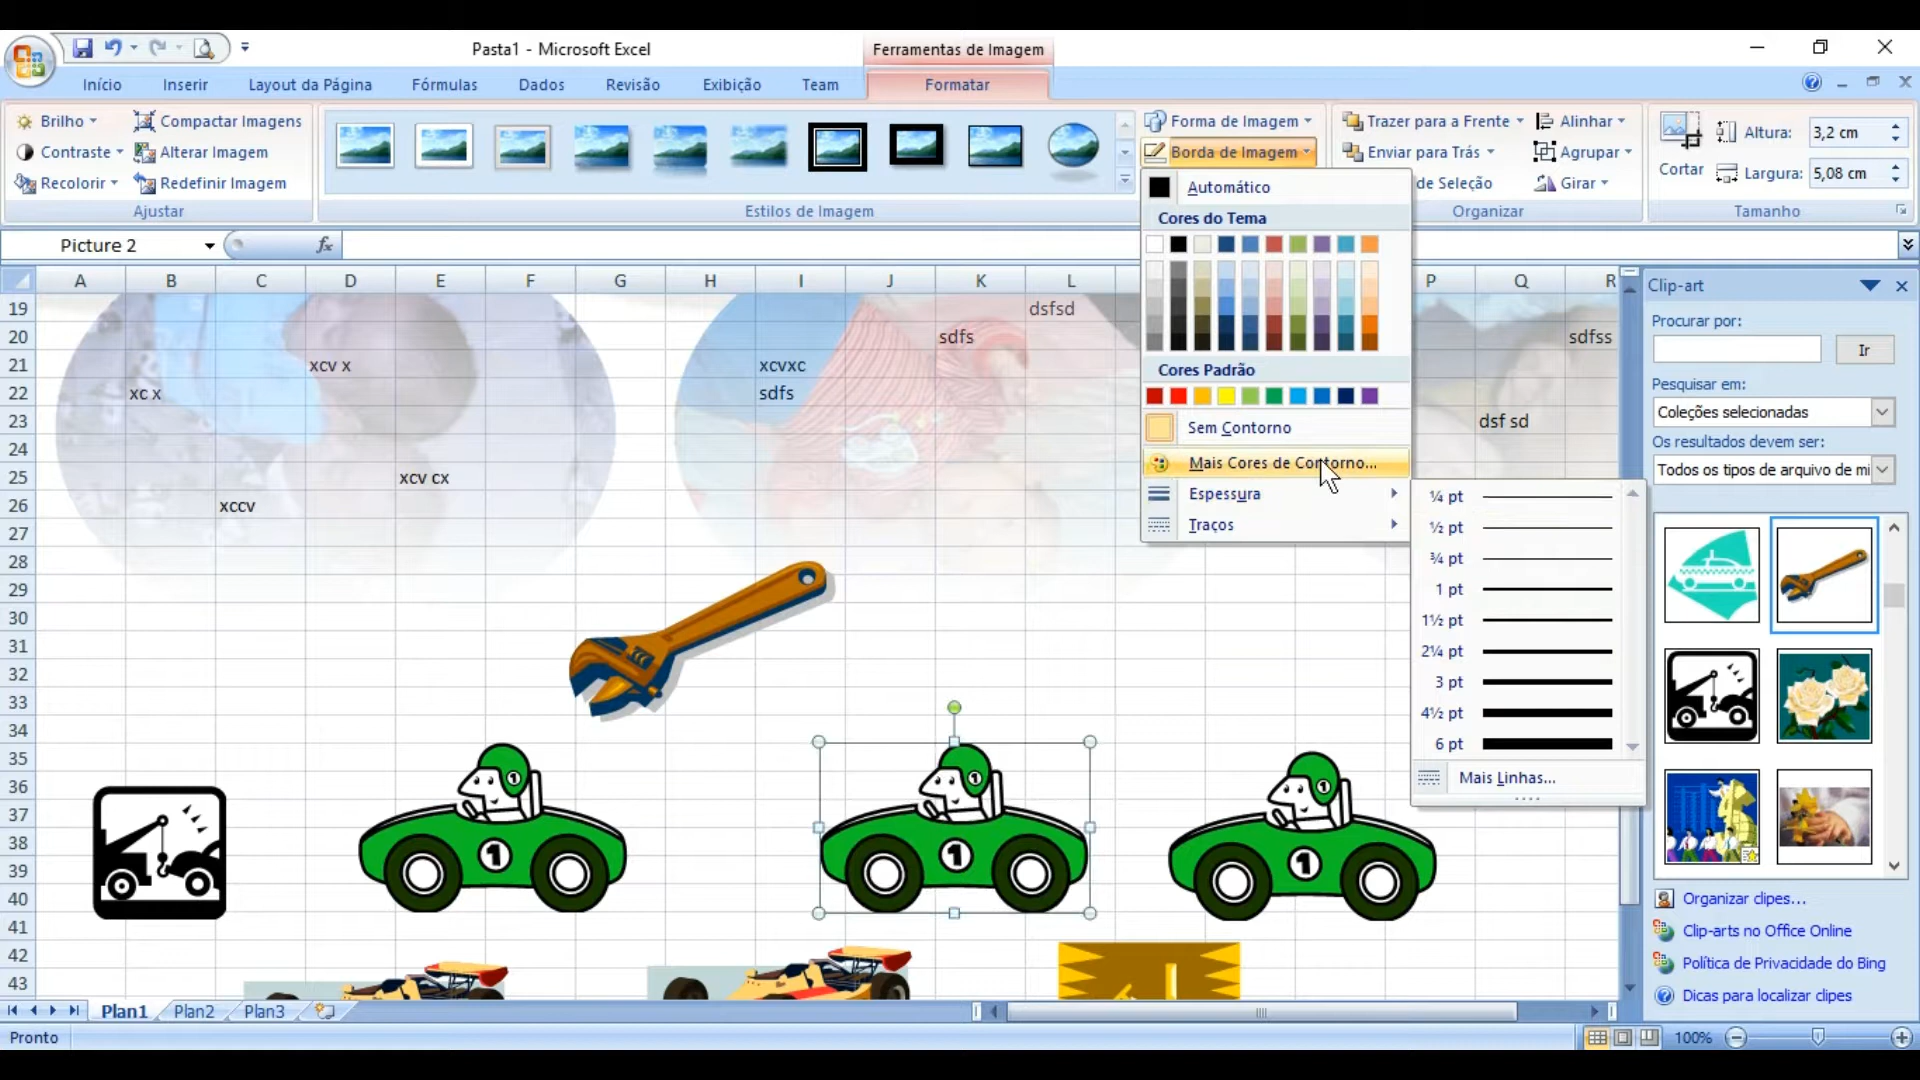 Pasta1 - Microsoft Excel
Ferramentas de Imagem
Início Inserir Layout da Página Fórmulas Dados Revisão Exibição Team Formatar
Brilho
Compactar Imagens
Contraste
Alterar Imagem
Recolorir
Redefinir Imagem
Ajustar
Estilos de Imagem
Forma de Imagem
Borda de Imagem
Trazer para a Frente
Alinhar
Enviar para Trás
Agrupar
de Seleção
Girar
Organizar
Cortar
Altura: 3,2 cm
Largura: 5,08 cm
Tamanho
Picture 2
fx
Automático
Cores do Tema
Cores Padrão
Sem Contorno
Mais Cores de Contorno...
Espessura
Traços
¼ pt
½ pt
¾ pt
1 pt
1½ pt
2¼ pt
3 pt
4½ pt
6 pt
Mais Linhas...
A B C D E F G H I J K L P Q R
19 dsfsd
20 sdfs sdfss
21 xcv x xcvxc
22 xc x sdfs
23 dsf sd
24
25 xcv cx
26 xccv
27
28
29
30
31
32
33
34
35
36
37
38
39
40
41
42
43
1 1 1
1 1 1
Clip-art
Procurar por:
Ir
Pesquisar em:
Coleções selecionadas
Os resultados devem ser:
Todos os tipos de arquivo de mí
Organizar clipes...
Clip-arts no Office Online
Política de Privacidade do Bing
Dicas para localizar clipes
Plan1 Plan2 Plan3
Pronto
100%